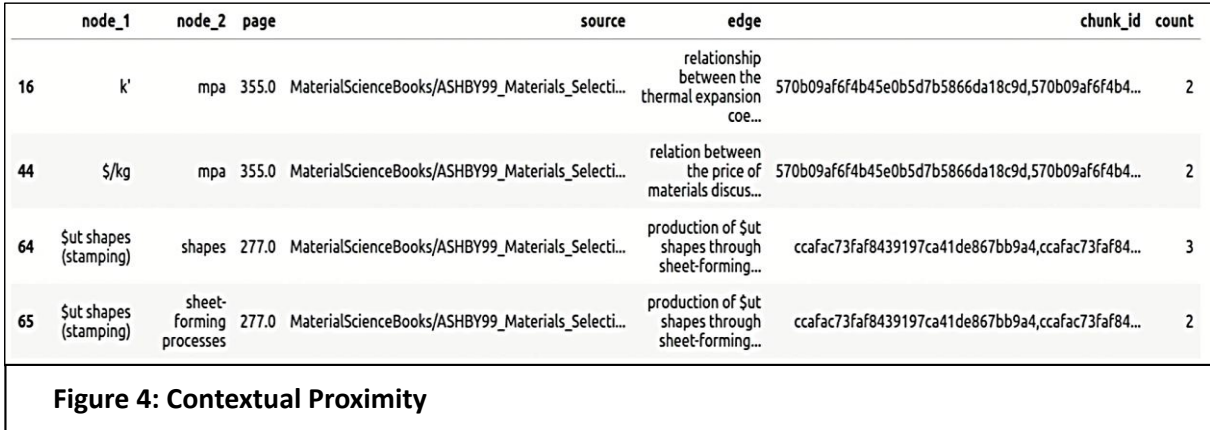 node_1 node_2 page source edge chunk_id count
16 k' mpa 355.0 MaterialScienceBooks/ASHBY99_Materials_Selecti... relationship between the thermal expansion coe... 570b09af6f4b45e0b5d7b5866da18c9d,570b09af6f4b4... 2
44 $/kg mpa 355.0 MaterialScienceBooks/ASHBY99_Materials_Selecti... relation between the price of materials discus... 570b09af6f4b45e0b5d7b5866da18c9d,570b09af6f4b4... 2
64 $ut shapes (stamping) shapes 277.0 MaterialScienceBooks/ASHBY99_Materials_Selecti... production of $ut shapes through sheet-forming... ccafac73faf8439197ca41de867bb9a4,ccafac73faf84... 3
65 $ut shapes (stamping) sheet-forming processes 277.0 MaterialScienceBooks/ASHBY99_Materials_Selecti... production of $ut shapes through sheet-forming... ccafac73faf8439197ca41de867bb9a4,ccafac73faf84... 2
Figure 4: Contextual Proximity